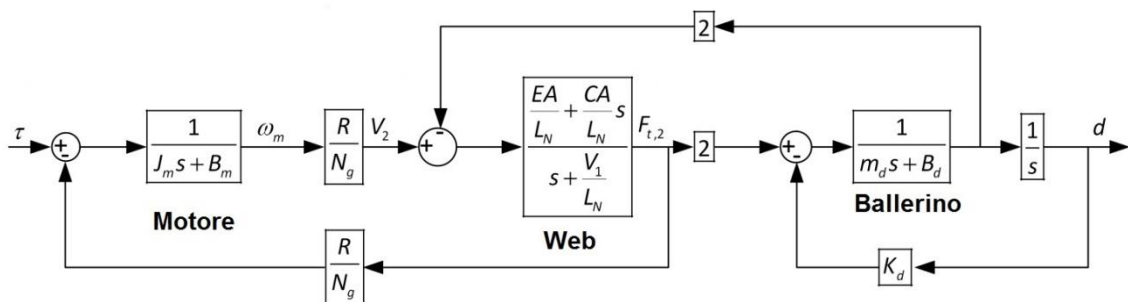 2
τ
+
-
1
J_m s + B_m
ω_m
R
N_g
V_2
+
-
EA
L_N
+
CA
L_N
s
s +
V_1
L_N
F_{t,2}
2
+
-
1
m_d s + B_d
1
s
d
Motore
Web
Ballerino
R
N_g
K_d